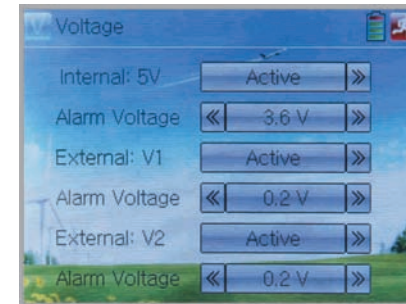 Voltage
Internal: 5V Active »
Alarm Voltage « 3.6 V »
External: V1 Active »
Alarm Voltage « 0.2 V »
External: V2 Active »
Alarm Voltage « 0.2 V »